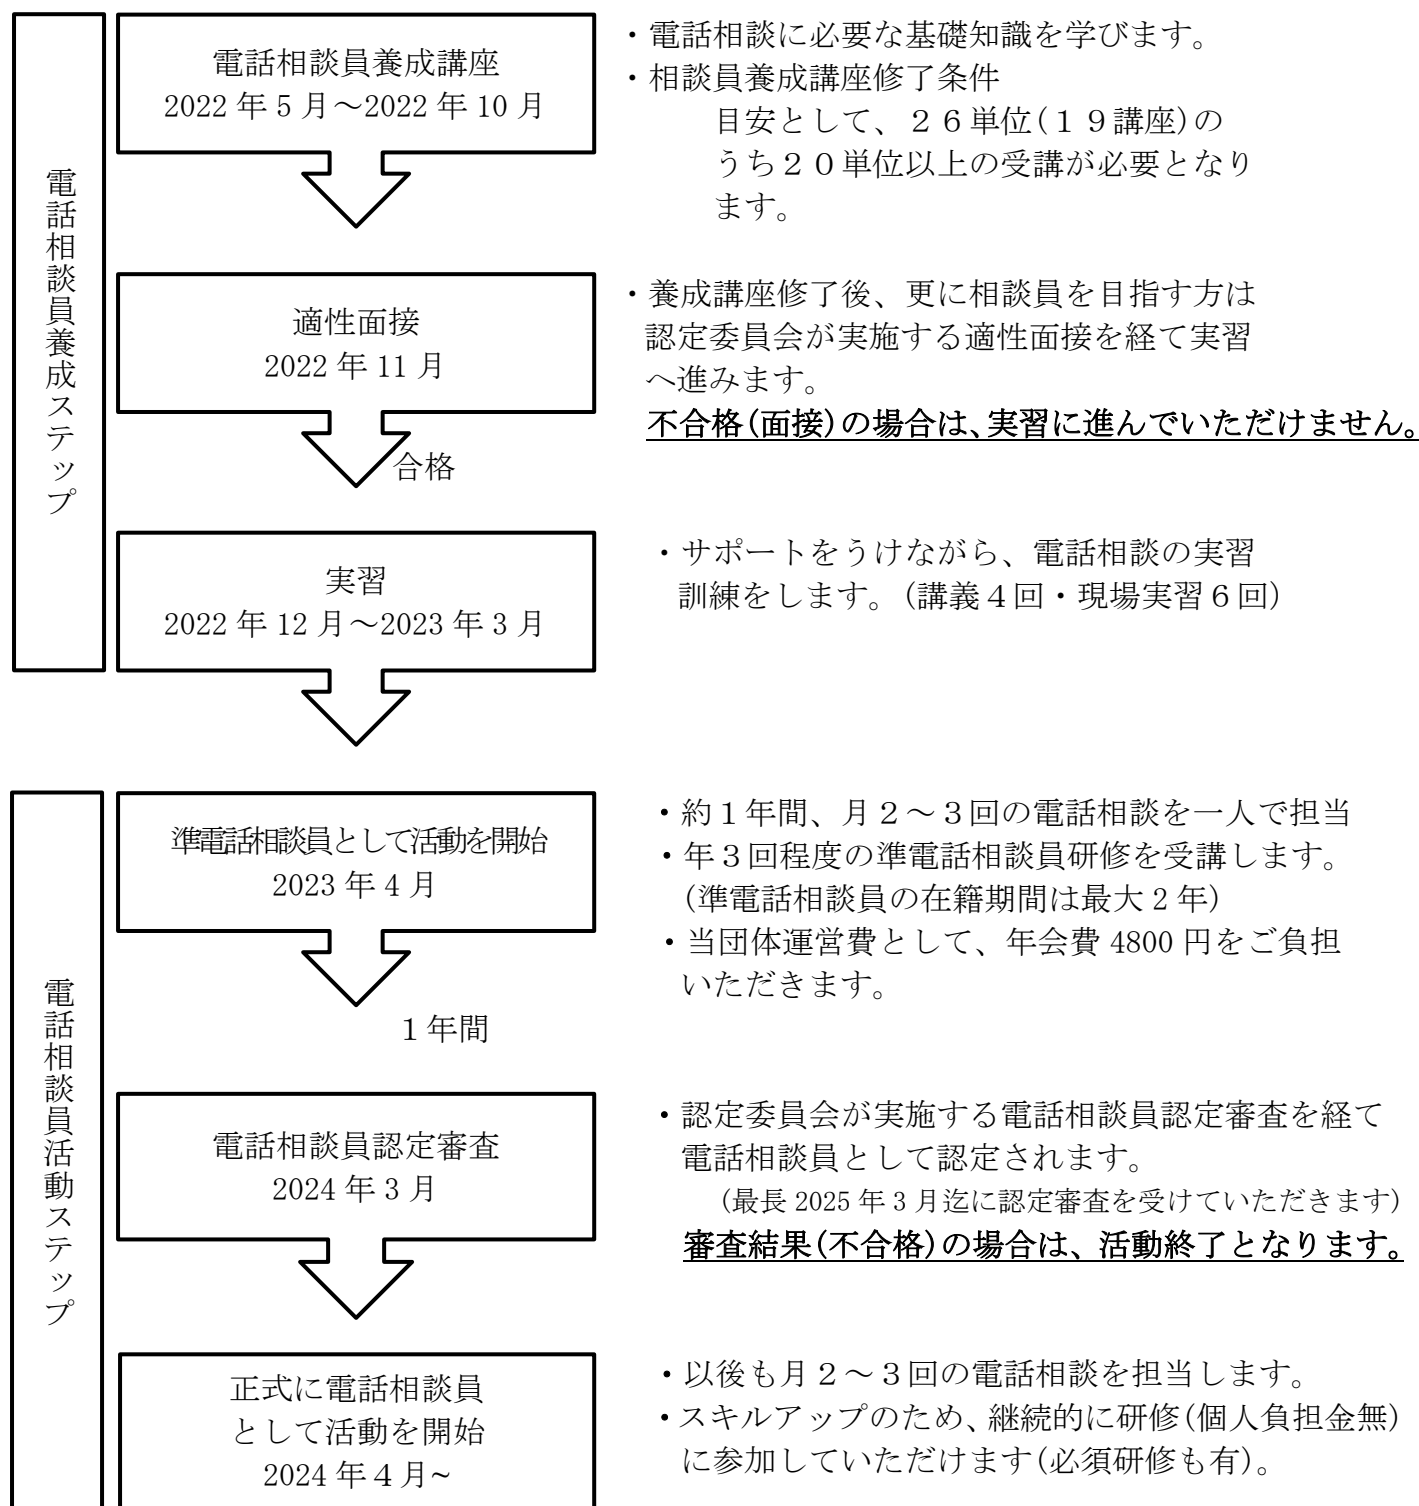 電話相談員養成ステップ
電話相談員養成講座
2022 年 5 月～2022 年 10 月
・電話相談に必要な基礎知識を学びます。
・相談員養成講座修了条件
目安として、２６単位(１９講座)の
うち２０単位以上の受講が必要となり
ます。
適性面接
2022 年 11 月
・養成講座修了後、更に相談員を目指す方は
認定委員会が実施する適性面接を経て実習
へ進みます。
不合格(面接)の場合は、実習に進んでいただけません。
合格
実習
2022 年 12 月～2023 年 3 月
・サポートをうけながら、電話相談の実習
訓練をします。(講義４回・現場実習６回)
電話相談員活動ステップ
準電話相談員として活動を開始
2023 年 4 月
・約１年間、月２～３回の電話相談を一人で担当
・年３回程度の準電話相談員研修を受講します。
(準電話相談員の在籍期間は最大 2 年)
・当団体運営費として、年会費 4800 円をご負担
いただきます。
１年間
電話相談員認定審査
2024 年 3 月
・認定委員会が実施する電話相談員認定審査を経て
電話相談員として認定されます。
(最長 2025 年 3 月迄に認定審査を受けていただきます)
審査結果(不合格)の場合は、活動終了となります。
正式に電話相談員
として活動を開始
2024 年４月~
・以後も月２～３回の電話相談を担当します。
・スキルアップのため、継続的に研修(個人負担金無)
に参加していただけます(必須研修も有)。